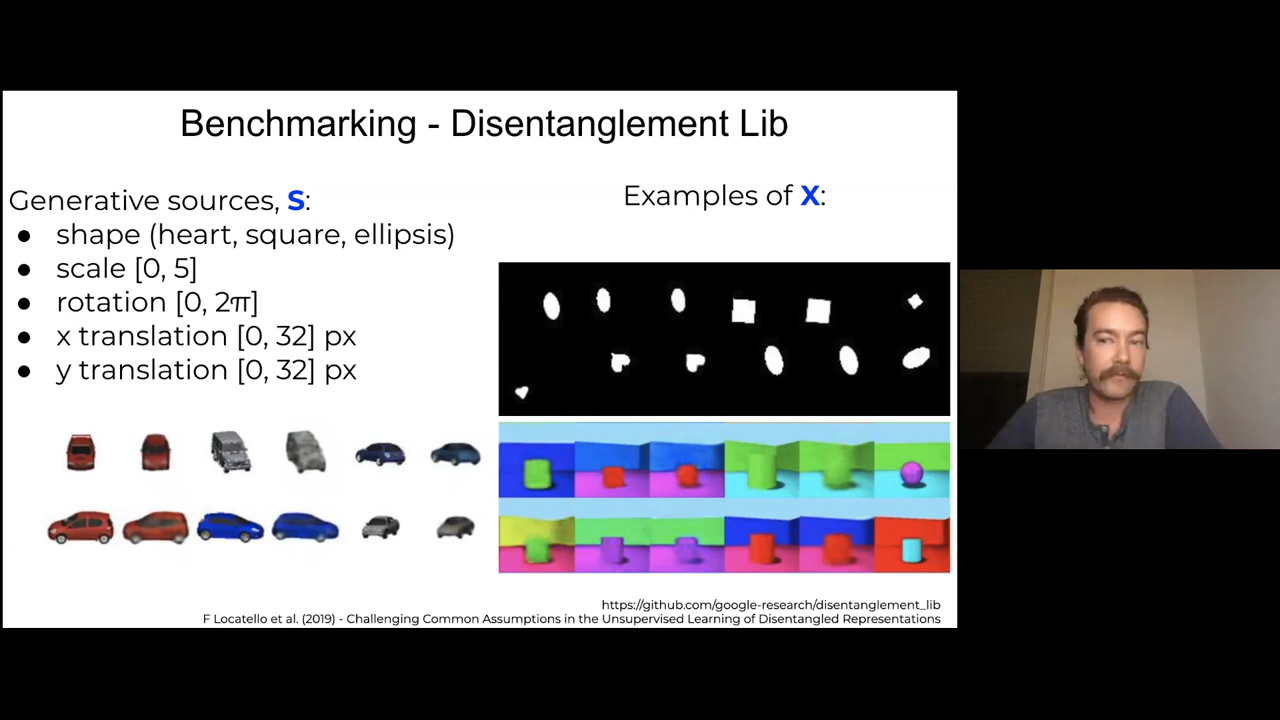 Benchmarking - Disentanglement Lib
Generative sources, S:
● shape (heart, square, ellipsis)
● scale [0, 5]
● rotation [0, 2π]
● x translation [0, 32] px
● y translation [0, 32] px
Examples of X:
https://github.com/google-research/disentanglement_lib
F Locatello et al. (2019) - Challenging Common Assumptions in the Unsupervised Learning of Disentangled Representations